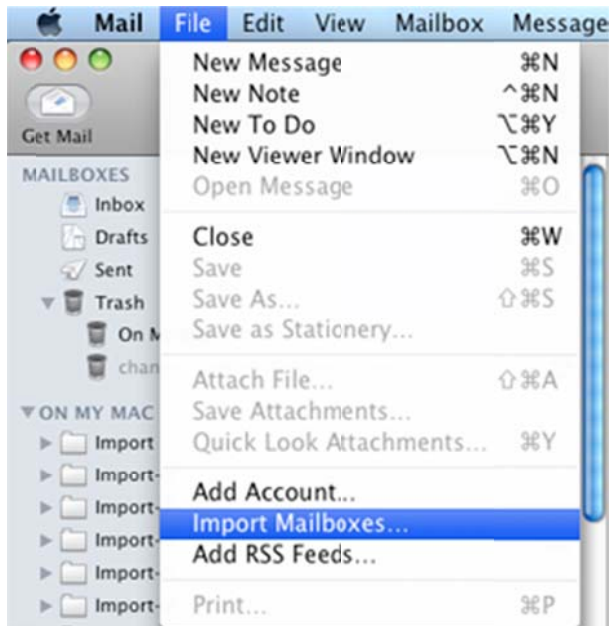 Mail File Edit View Mailbox Message
Get Mail
MAILBOXES
Inbox
Drafts
Sent
Trash
On
ON MY MAC
Import
Import-
Import-
Import-
Import-
Import-
New Message ⌘N
New Note ^⌘N
New To Do ⌥⌘Y
New Viewer Window ⌥⌘N
Open Message ⌘O
Close ⌘W
Save ⌘S
Save As... ⇧⌘S
Save as Stationery...
Attach File... ⇧⌘A
Save Attachments...
Quick Look Attachments... ⌘Y
Add Account...
Import Mailboxes...
Add RSS Feeds...
Print... ⌘P